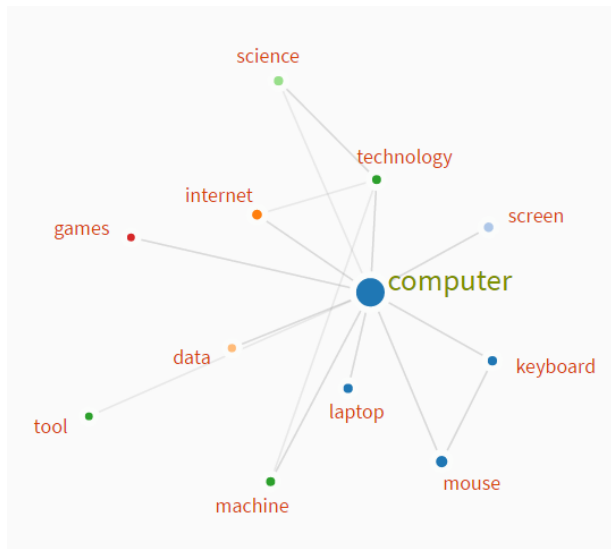 science
technology
internet
screen
games
computer
data
keyboard
laptop
tool
mouse
machine